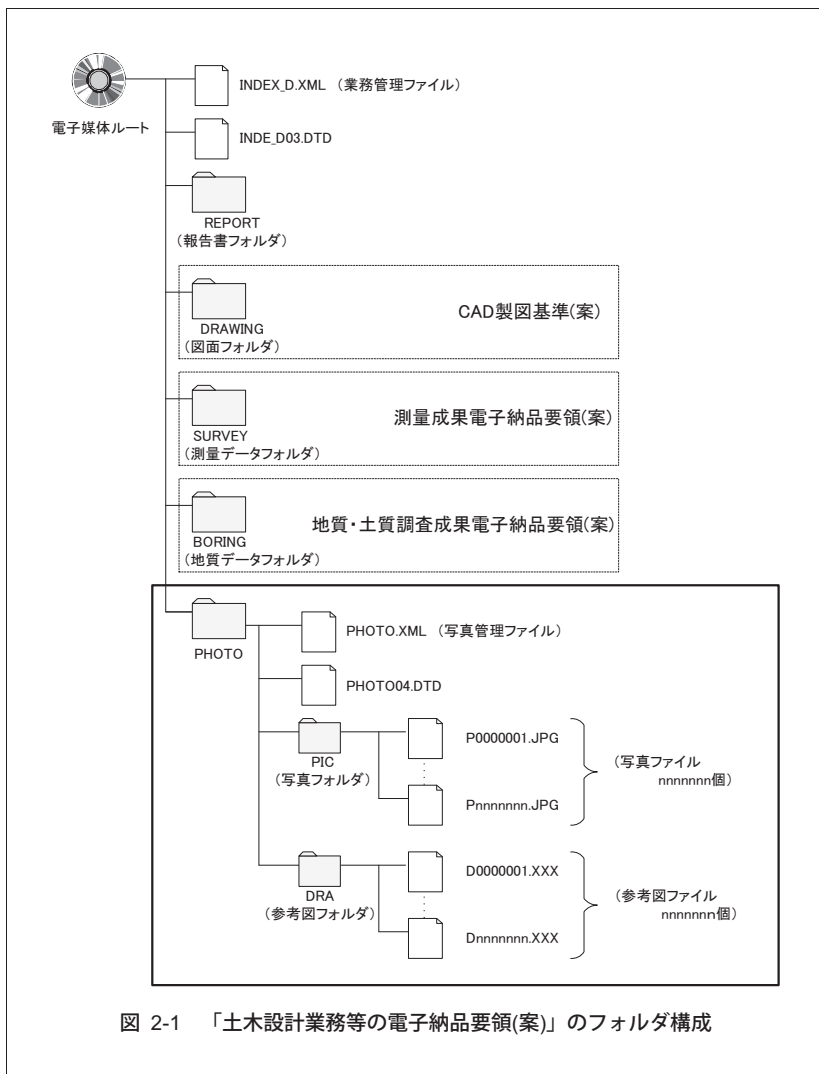 INDEX_D.XML （業務管理ファイル）
電子媒体ルート
INDE_D03.DTD
REPORT
（報告書フォルダ）
CAD製図基準(案)
DRAWING
（図面フォルダ）
測量成果電子納品要領(案)
SURVEY
（測量データフォルダ）
地質・土質調査成果電子納品要領(案)
BORING
（地質データフォルダ）
PHOTO.XML （写真管理ファイル）
PHOTO
PHOTO04.DTD
P0000001.JPG
PIC
（写真フォルダ）
（写真ファイル
nnnnnnn個）
Pnnnnnnn.JPG
D0000001.XXX
DRA
（参考図フォルダ）
（参考図ファイル
nnnnnnn個）
Dnnnnnnn.XXX
図 2-1 「土木設計業務等の電子納品要領(案)」のフォルダ構成